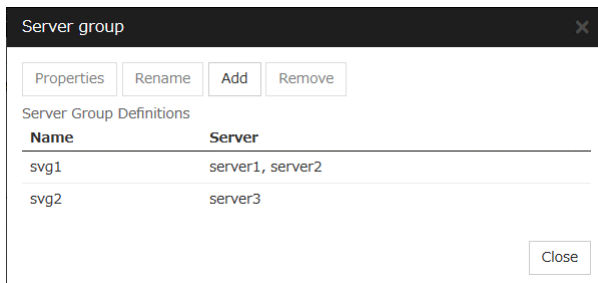 Server group
Properties Rename Add Remove
Server Group Definitions
Name Server
svg1 server1, server2
svg2 server3
Close